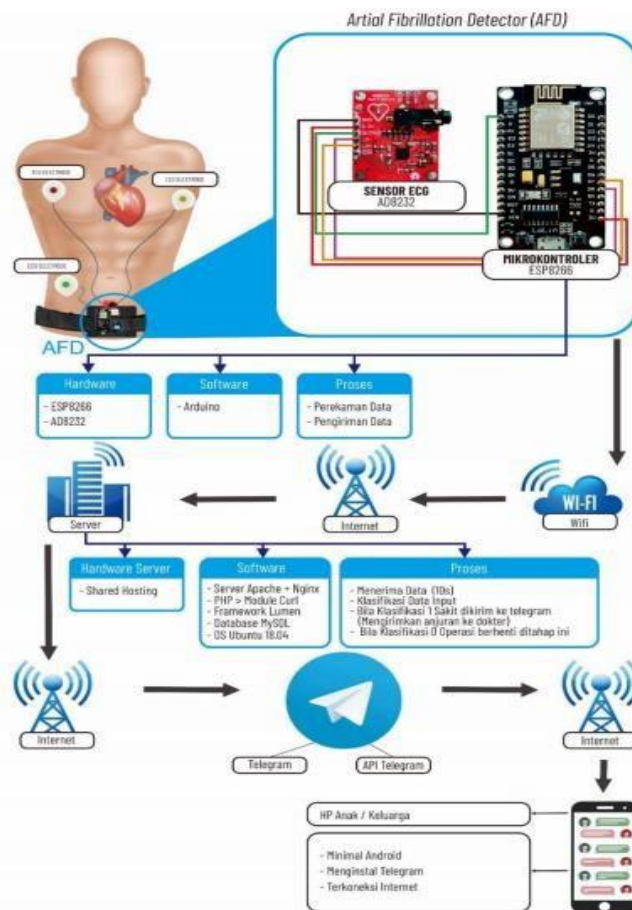 Artial Fibrillation Detector (AFD)
SENSOR ECG
AD8232
MIKROKONTROLER
ESP8266
AFD
Hardware
- ESP8266
- AD8232
Software
- Arduino
Proses
- Perekaman Data
- Pengiriman Data
Server
Internet
WI-FI
Wifi
Hardware Server
- Shared Hosting
Software
- Server Apache + Nginx
- PHP > Module Curl
- Framework Lumen
- Database MySQL
- OS Ubuntu 18.04
Proses
- Menerima Data (10s)
- Klasifikasi Data Input
- Bila Klasifikasi 1 Sakit dikirim ke telegram
(Mengirimkan anjuran ke dokter)
- Bila Klasifikasi 0 Operasi berhenti ditahap ini
Internet
Telegram
API Telegram
Internet
HP Anak / Keluarga
- Minimal Android
- Menginstal Telegram
- Terkoneksi Internet